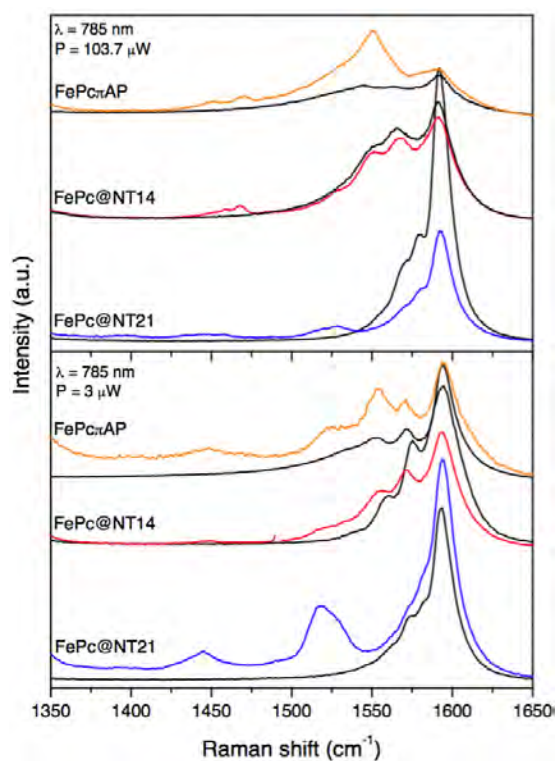 λ = 785 nm
P = 103.7 μW
FePcπAP
FePc@NT14
FePc@NT21
λ = 785 nm
P = 3 μW
FePcπAP
FePc@NT14
FePc@NT21
Intensity (a.u.)
1350 1400 1450 1500 1550 1600 1650
Raman shift (cm⁻¹)